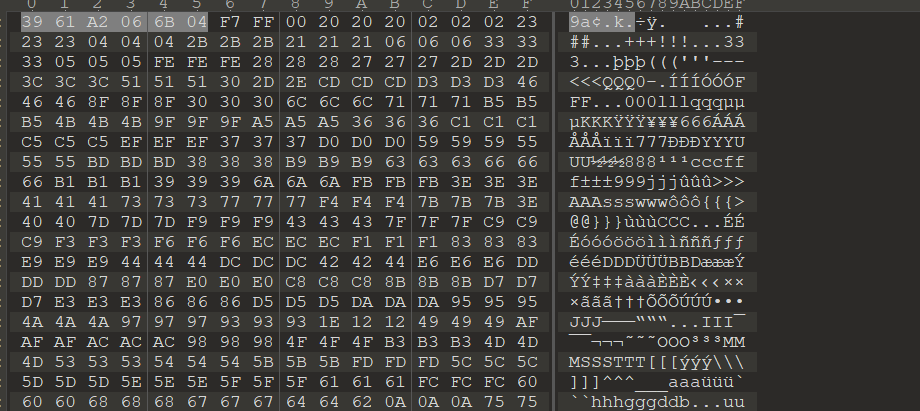 0 1 2 3 4 5 6 7 8 9 A B C D E F 0123456789ABCDEF
39 61 A2 06 6B 04 F7 FF 00 20 20 20 02 02 02 23 9a¢.k.÷ÿ. ...#
23 23 04 04 04 2B 2B 2B 21 21 21 06 06 06 33 33 ##...+++!!!...33
33 05 05 05 FE FE FE 28 28 28 27 27 27 2D 2D 2D 3...þþþ((('''---
3C 3C 3C 51 51 51 30 2D 2E CD CD CD D3 D3 D3 46 <<<QQQ0-.ÍÍÍÓÓÓF
46 46 8F 8F 8F 30 30 30 6C 6C 6C 71 71 71 B5 B5 FF...000lllqqqµµ
B5 4B 4B 4B 9F 9F 9F A5 A5 A5 36 36 36 C1 C1 C1 µKKKŸŸŸ¥¥¥666ÁÁÁ
C5 C5 C5 EF EF EF 37 37 37 D0 D0 D0 59 59 59 55 ÅÅÅïïï777ÐÐÐYYYU
55 55 BD BD BD 38 38 38 B9 B9 B9 63 63 63 66 66 UU½½½888¹¹¹cccff
66 B1 B1 B1 39 39 39 6A 6A 6A FB FB FB 3E 3E 3E f±±±999jjjûûû>>>
41 41 41 73 73 73 77 77 77 F4 F4 F4 7B 7B 7B 3E AAAssswwwôôô{{{>
40 40 7D 7D 7D F9 F9 F9 43 43 43 7F 7F 7F C9 C9 @@}}}ùùùCCC...ÉÉ
C9 F3 F3 F3 F6 F6 F6 EC EC EC F1 F1 F1 83 83 83 Éóóóöööìììñññƒƒƒ
E9 E9 E9 44 44 44 DC DC DC 42 42 44 E6 E6 E6 DD éééDDDÜÜÜBBDæææÝ
DD DD 87 87 87 E0 E0 E0 C8 C8 C8 8B 8B 8B D7 D7 ÝÝ‡‡‡àààÈÈÈ‹‹‹××
D7 E3 E3 E3 86 86 86 D5 D5 D5 DA DA DA 95 95 95 ×ããã†††ÕÕÕÚÚÚ•••
4A 4A 4A 97 97 97 93 93 93 1E 12 12 49 49 49 AF JJJ———“““...III¯
AF AF AC AC AC 98 98 98 4F 4F 4F B3 B3 B3 4D 4D ¯¯¬¬¬˜˜˜OOO³³³MM
4D 53 53 53 54 54 54 5B 5B 5B FD FD FD 5C 5C 5C MSSSTTT[[[ýýý\\\
5D 5D 5D 5E 5E 5E 5F 5F 5F 61 61 61 FC FC FC 60 ]]]^^^___aaaüüü`
60 60 68 68 68 67 67 67 64 64 62 0A 0A 0A 75 75 ``hhhgggddb...uu